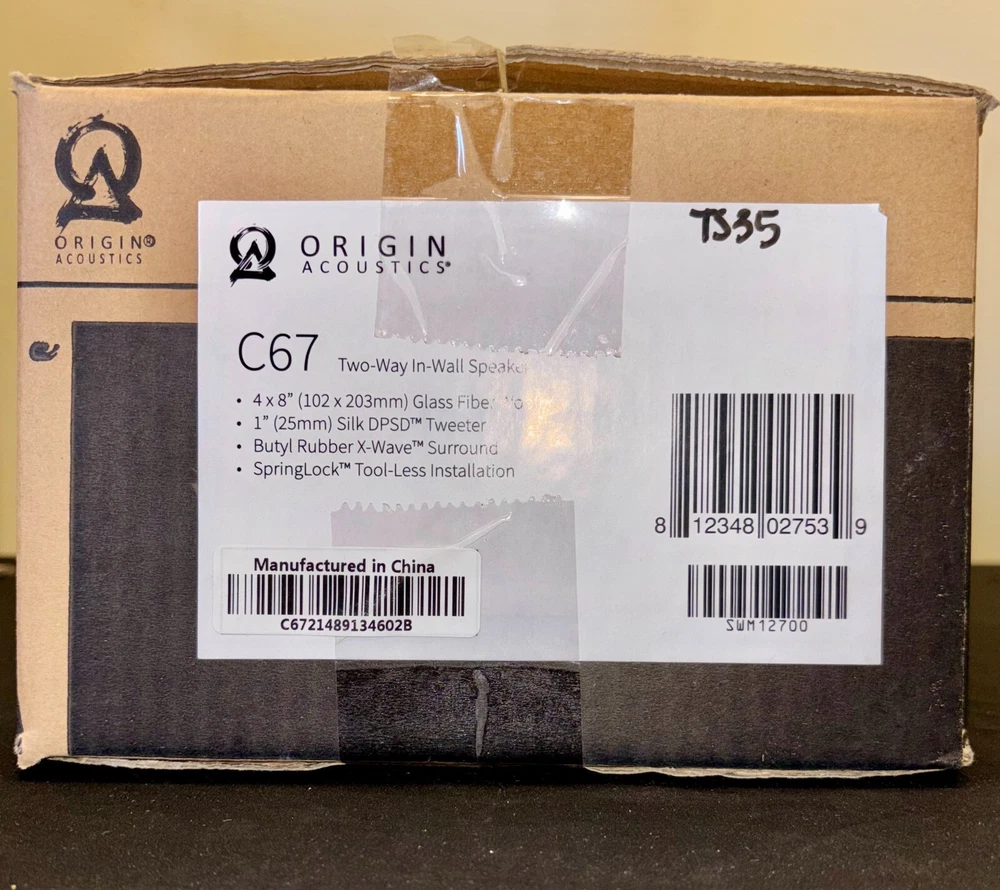 ORIGIN®
ACOUSTICS
TS35
ORIGIN
ACOUSTICS®
C67 Two-Way In-Wall Speaker
• 4 x 8” (102 x 203mm) Glass Fiber
• 1” (25mm) Silk DPSD™ Tweeter
• Butyl Rubber X-Wave™ Surround
• SpringLock™ Tool-Less Installation
8 12348 02753 9
Manufactured in China
C6721489134602B
SWM12700